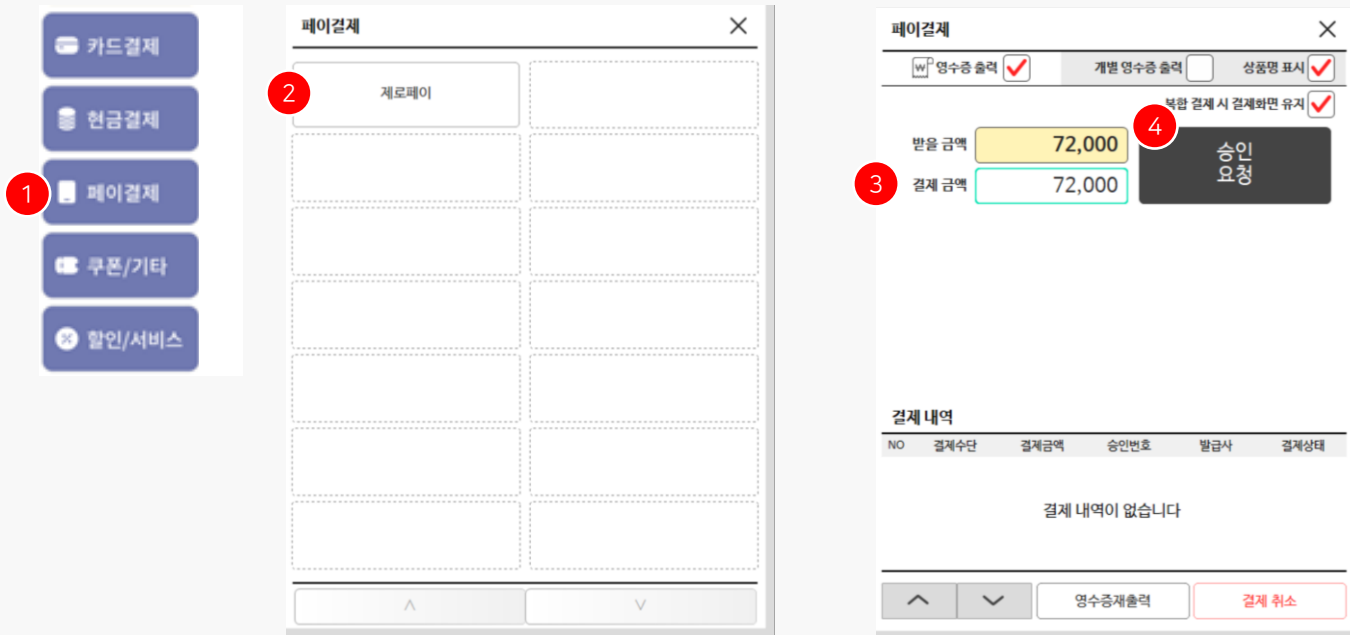 카드결제
현금결제
1
페이결제
쿠폰/기타
할인/서비스
페이결제
2
제로페이
페이결제
영수증 출력
개별 영수증 출력
상품명 표시
복합 결제 시 결제화면 유지
받을 금액 72,000
3
결제 금액 72,000
4
승인
요청
결제 내역
NO 결제수단 결제금액 승인번호 발급사 결제상태
결제 내역이 없습니다
영수증재출력
결제 취소